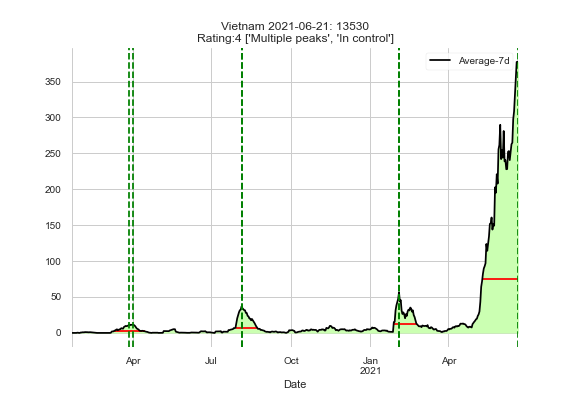 Vietnam 2021-06-21: 13530
Rating:4 ['Multiple peaks', 'In control']
Average-7d
350
300
250
200
150
100
50
0
Apr
Jul
Oct
Jan
2021
Apr
Date